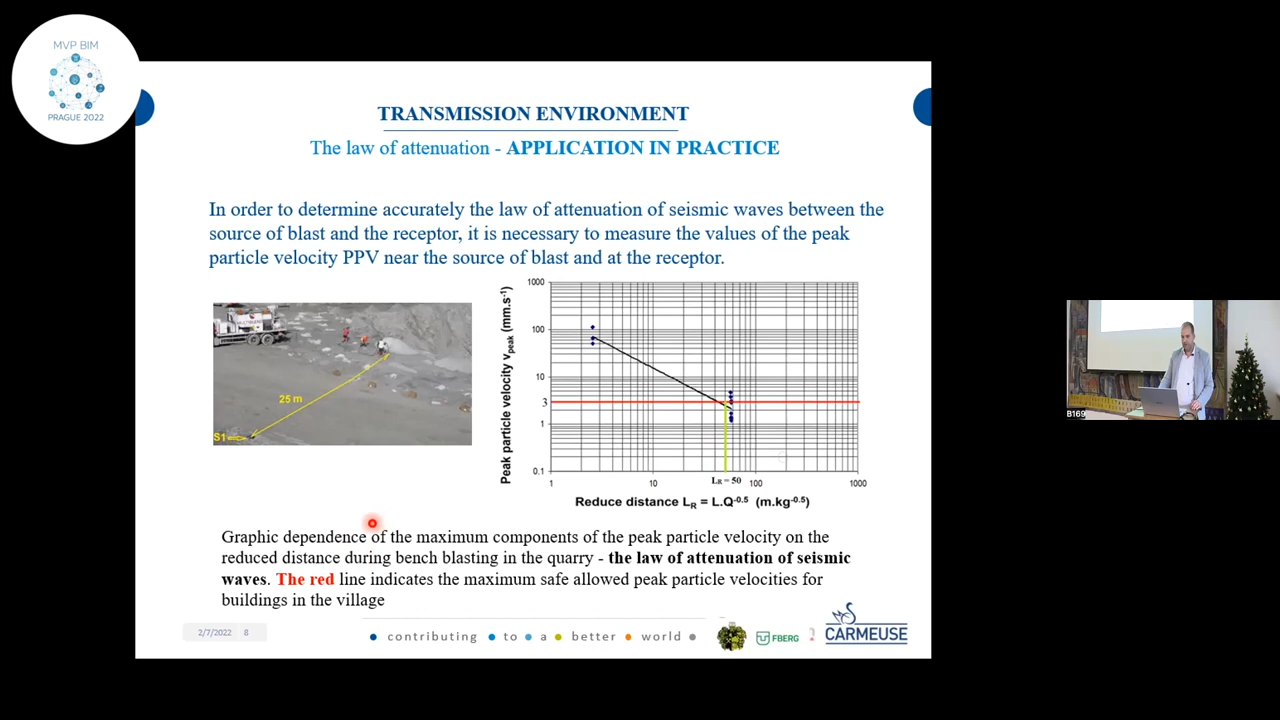 MVP BIM
PRAGUE 2022
TRANSMISSION ENVIRONMENT
The law of attenuation - APPLICATION IN PRACTICE
In order to determine accurately the law of attenuation of seismic waves between the
source of blast and the receptor, it is necessary to measure the values of the peak
particle velocity PPV near the source of blast and at the receptor.
25 m
S1
Peak particle velocity vpeak (mm.s⁻¹)
1000
100
10
3
1
0.1
1
10
LR = 50
100
1000
Reduce distance LR = L.Q⁻⁰·⁵ (m.kg⁻⁰·⁵)
Graphic dependence of the maximum components of the peak particle velocity on the
reduced distance during bench blasting in the quarry - the law of attenuation of seismic
waves. The red line indicates the maximum safe allowed peak particle velocities for
buildings in the village
2/7/2022 8
contributing to a better world
FBERG
CARMEUSE
B169